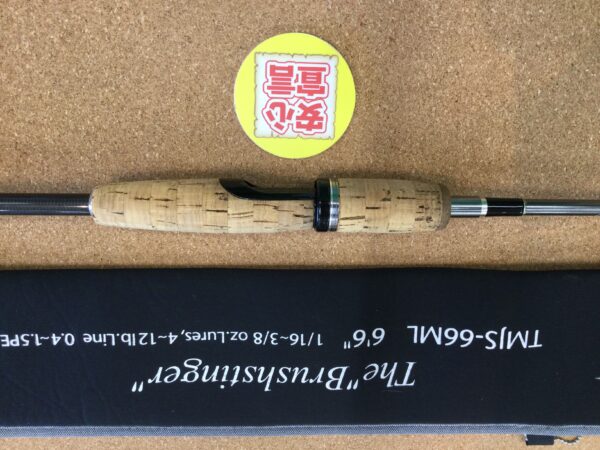 安心
宣言
The "Brushstinger"
TMJS-66ML 6'6" 1/16~3/8 oz.Lures,4~12lb.Line 0.4~1.5PE